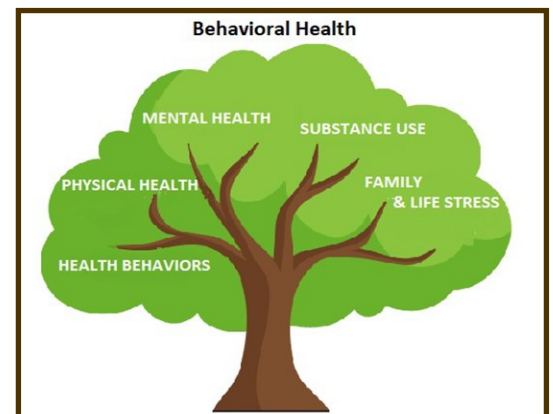 Behavioral Health
MENTAL HEALTH
SUBSTANCE USE
PHYSICAL HEALTH
FAMILY
& LIFE STRESS
HEALTH BEHAVIORS